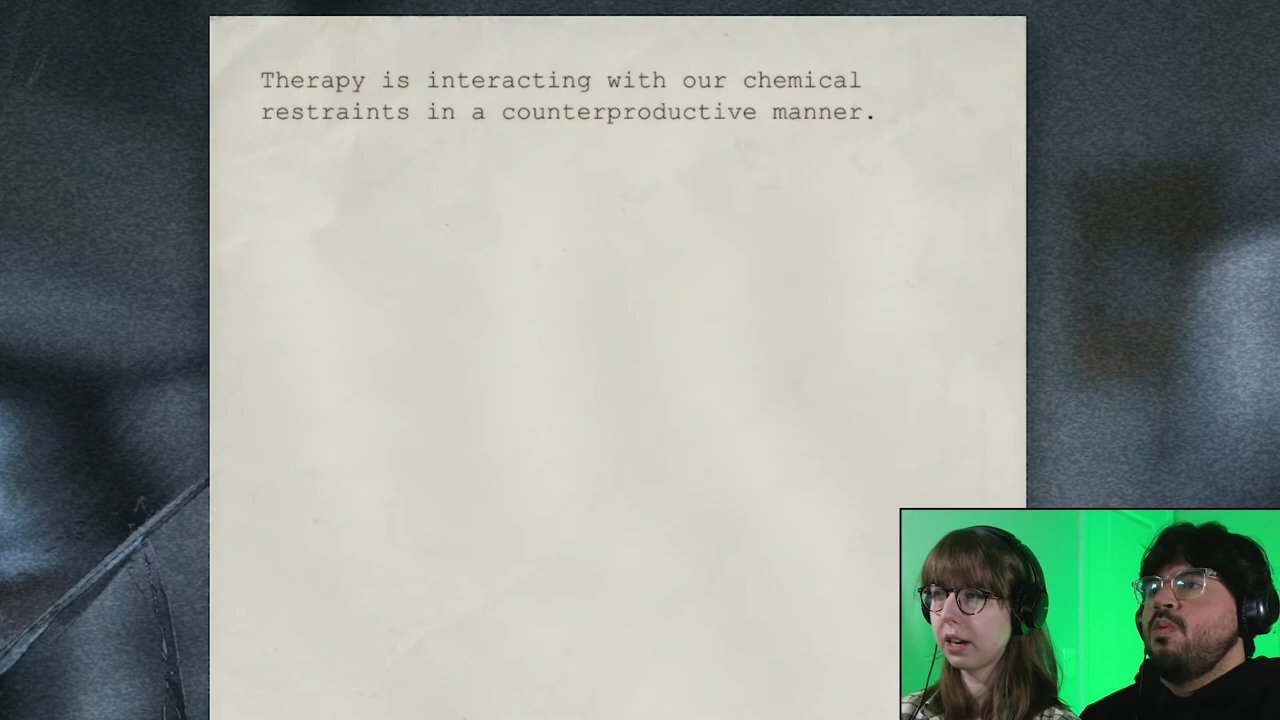 Therapy is interacting with our chemical
restraints in a counterproductive manner.